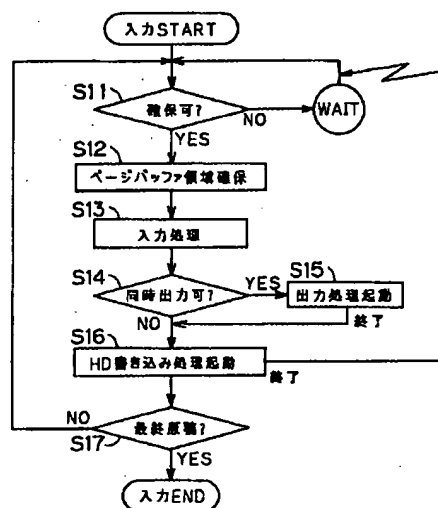 入力START
S11
確保可?
NO
WAIT
YES
S12
ページバッファ領域確保
S13
入力処理
S14
同時出力可?
YES
S15
出力処理起動
NO
終了
S16
HD書き込み処理起動
終了
NO
最終原稿?
S17
YES
入力END